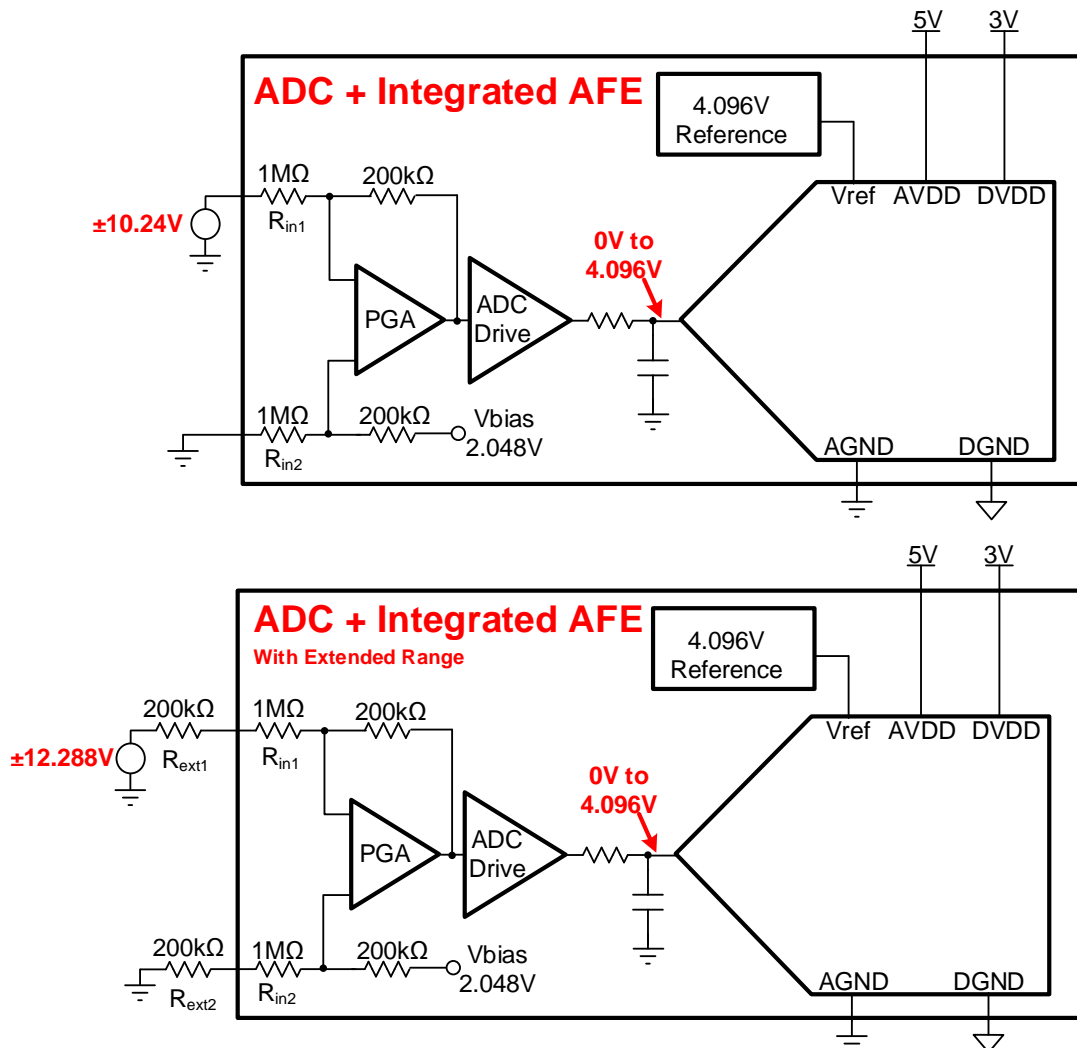 5V
3V
ADC + Integrated AFE
4.096V
Reference
1MΩ
200kΩ
Vref
AVDD
DVDD
±10.24V
Rin1
0V to
4.096V
PGA
ADC
Drive
1MΩ
200kΩ
Vbias
2.048V
Rin2
AGND
DGND
5V
3V
ADC + Integrated AFE
With Extended Range
4.096V
Reference
200kΩ
1MΩ
200kΩ
Vref
AVDD
DVDD
±12.288V
Rext1
Rin1
0V to
4.096V
PGA
ADC
Drive
200kΩ
1MΩ
200kΩ
Vbias
2.048V
Rext2
Rin2
AGND
DGND